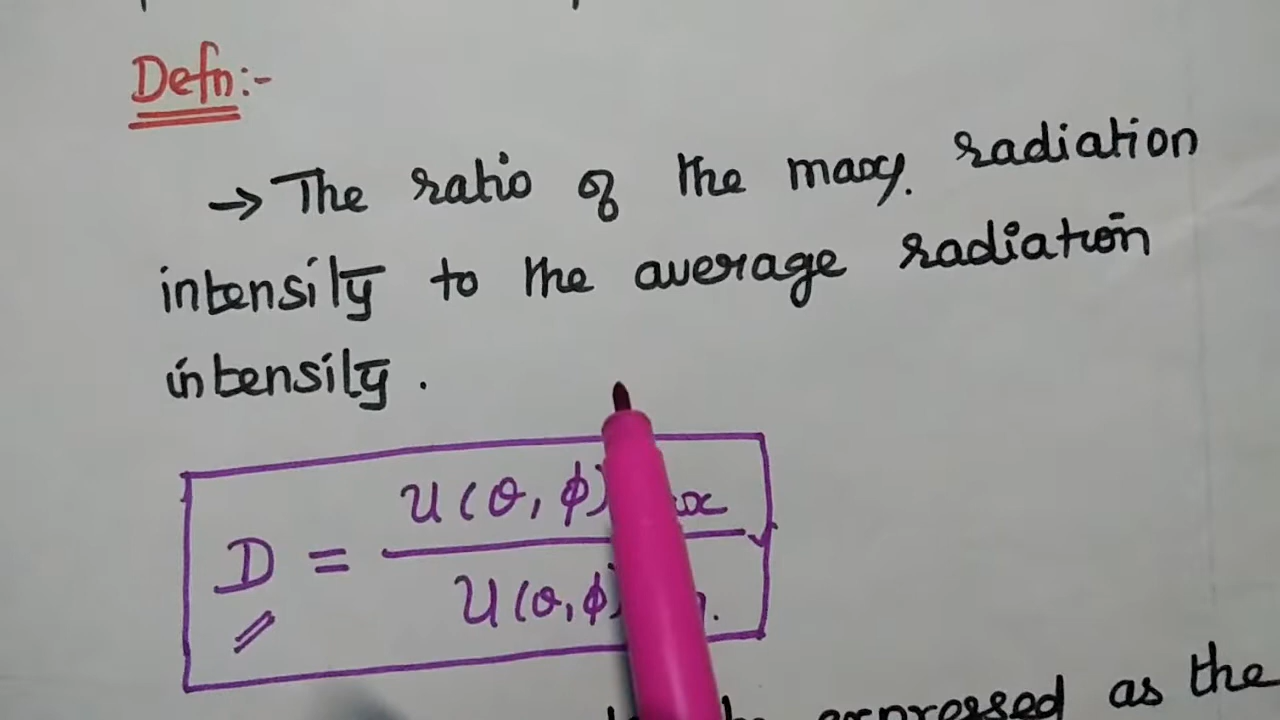 Defn:-
→ The ratio of the max. radiation
intensity to the average radiation
intensity.
D = U(θ, ϕ)
U(θ,ϕ)
expressed as the